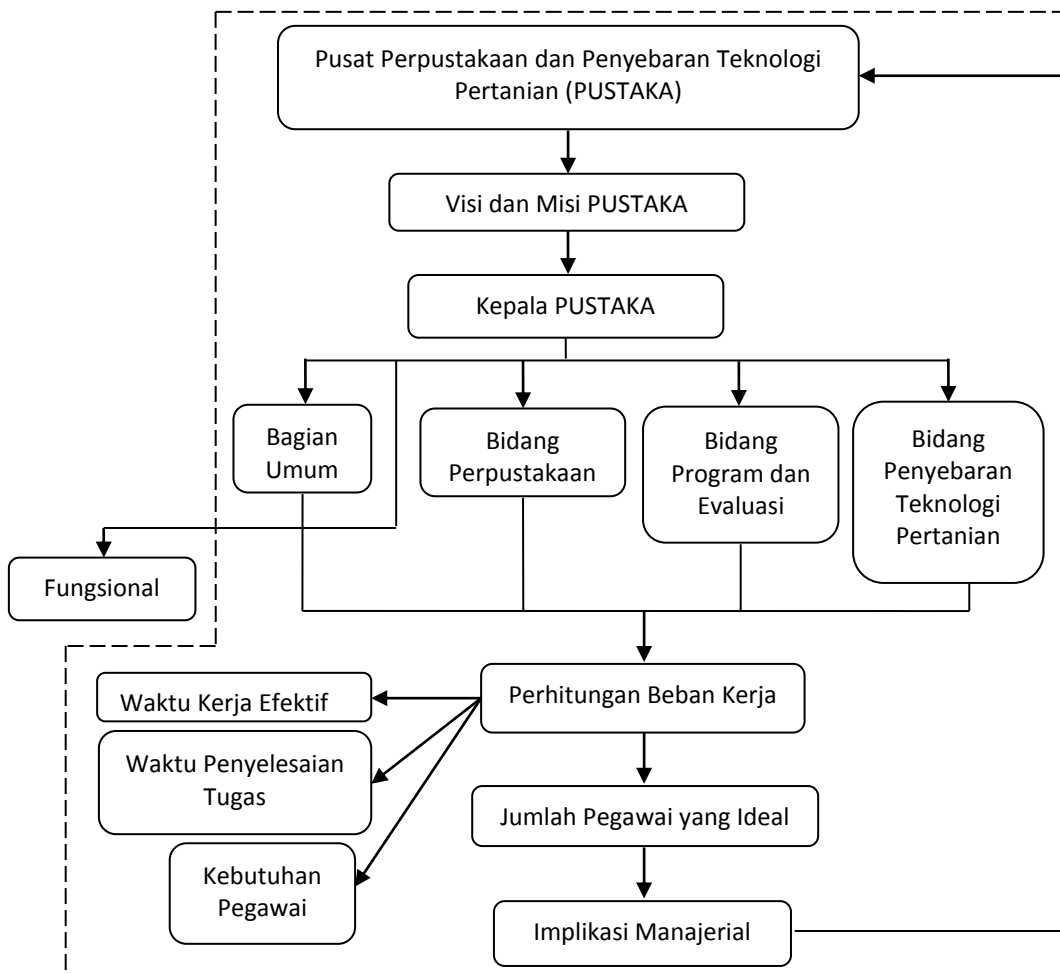 Pusat Perpustakaan dan Penyebaran Teknologi
Pertanian (PUSTAKA)
Visi dan Misi PUSTAKA
Kepala PUSTAKA
Bagian
Umum
Bidang
Perpustakaan
Bidang
Program dan
Evaluasi
Bidang
Penyebaran
Teknologi
Pertanian
Fungsional
Perhitungan Beban Kerja
Waktu Kerja Efektif
Waktu Penyelesaian
Tugas
Kebutuhan
Pegawai
Jumlah Pegawai yang Ideal
Implikasi Manajerial